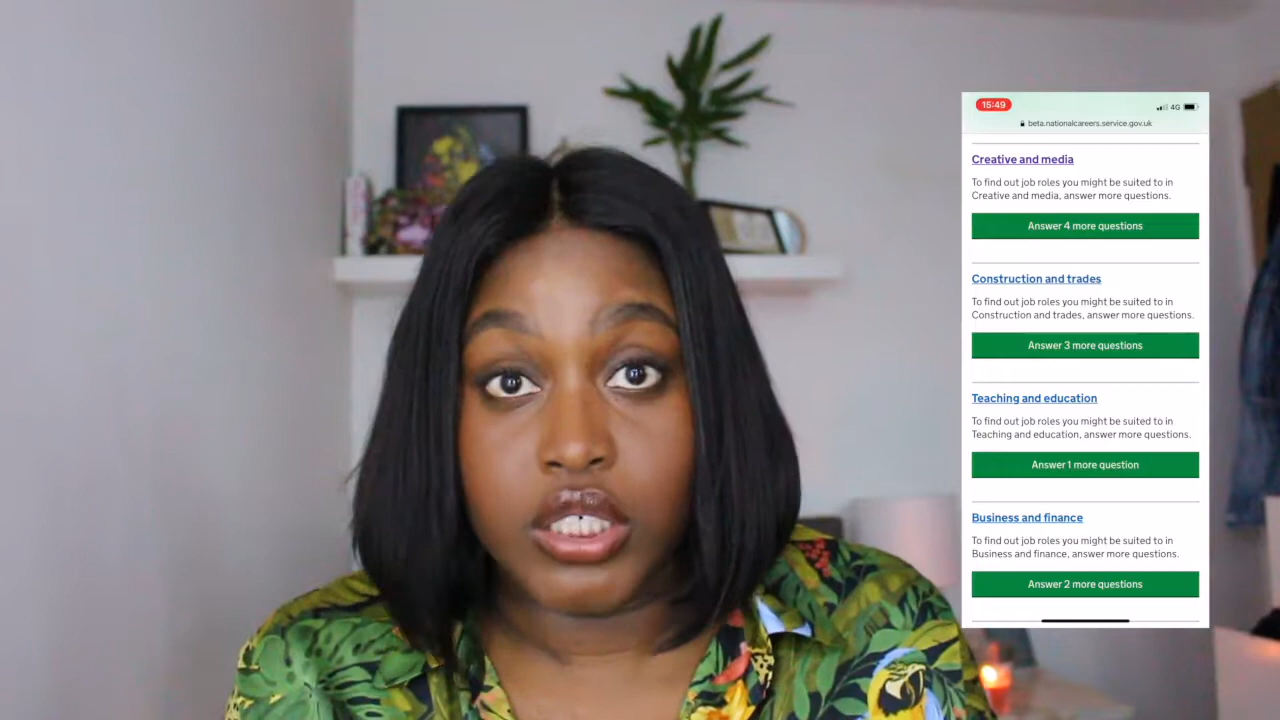 15:49
4G
beta.nationalcareers.service.gov.uk
Creative and media
To find out job roles you might be suited to in
Creative and media, answer more questions.
Answer 4 more questions
Construction and trades
To find out job roles you might be suited to in
Construction and trades, answer more questions.
Answer 3 more questions
Teaching and education
To find out job roles you might be suited to in
Teaching and education, answer more questions.
Answer 1 more question
Business and finance
To find out job roles you might be suited to in
Business and finance, answer more questions.
Answer 2 more questions